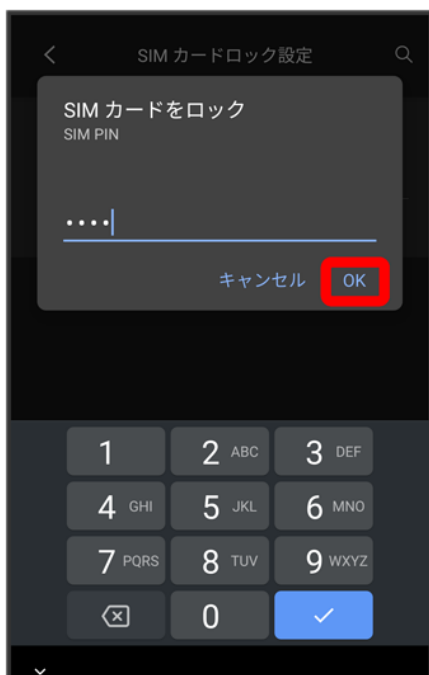 SIM カードロック設定
SIM カードをロック
SIM PIN
••••
キャンセル OK
1 2 ABC 3 DEF
4 GHI 5 JKL 6 MNO
7 PQRS 8 TUV 9 WXYZ
0